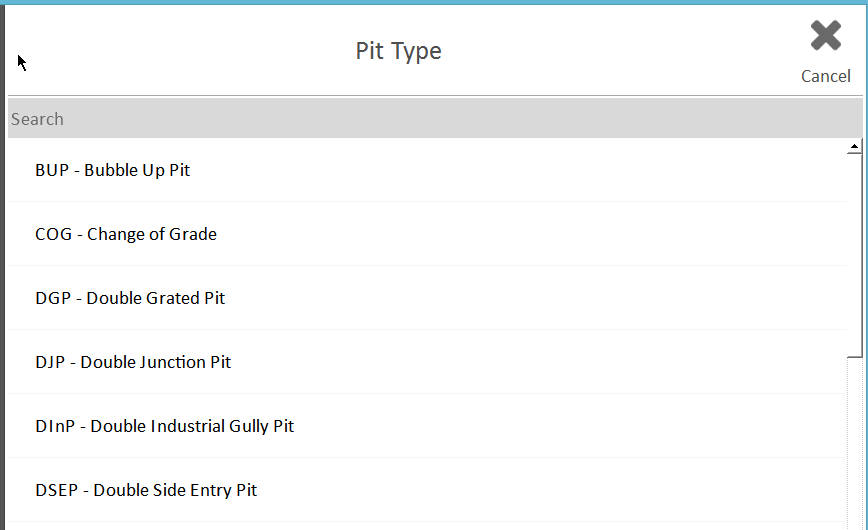 Pit Type
Cancel
Search
BUP - Bubble Up Pit
COG - Change of Grade
DGP - Double Grated Pit
DJP - Double Junction Pit
DInP - Double Industrial Gully Pit
DSEP - Double Side Entry Pit